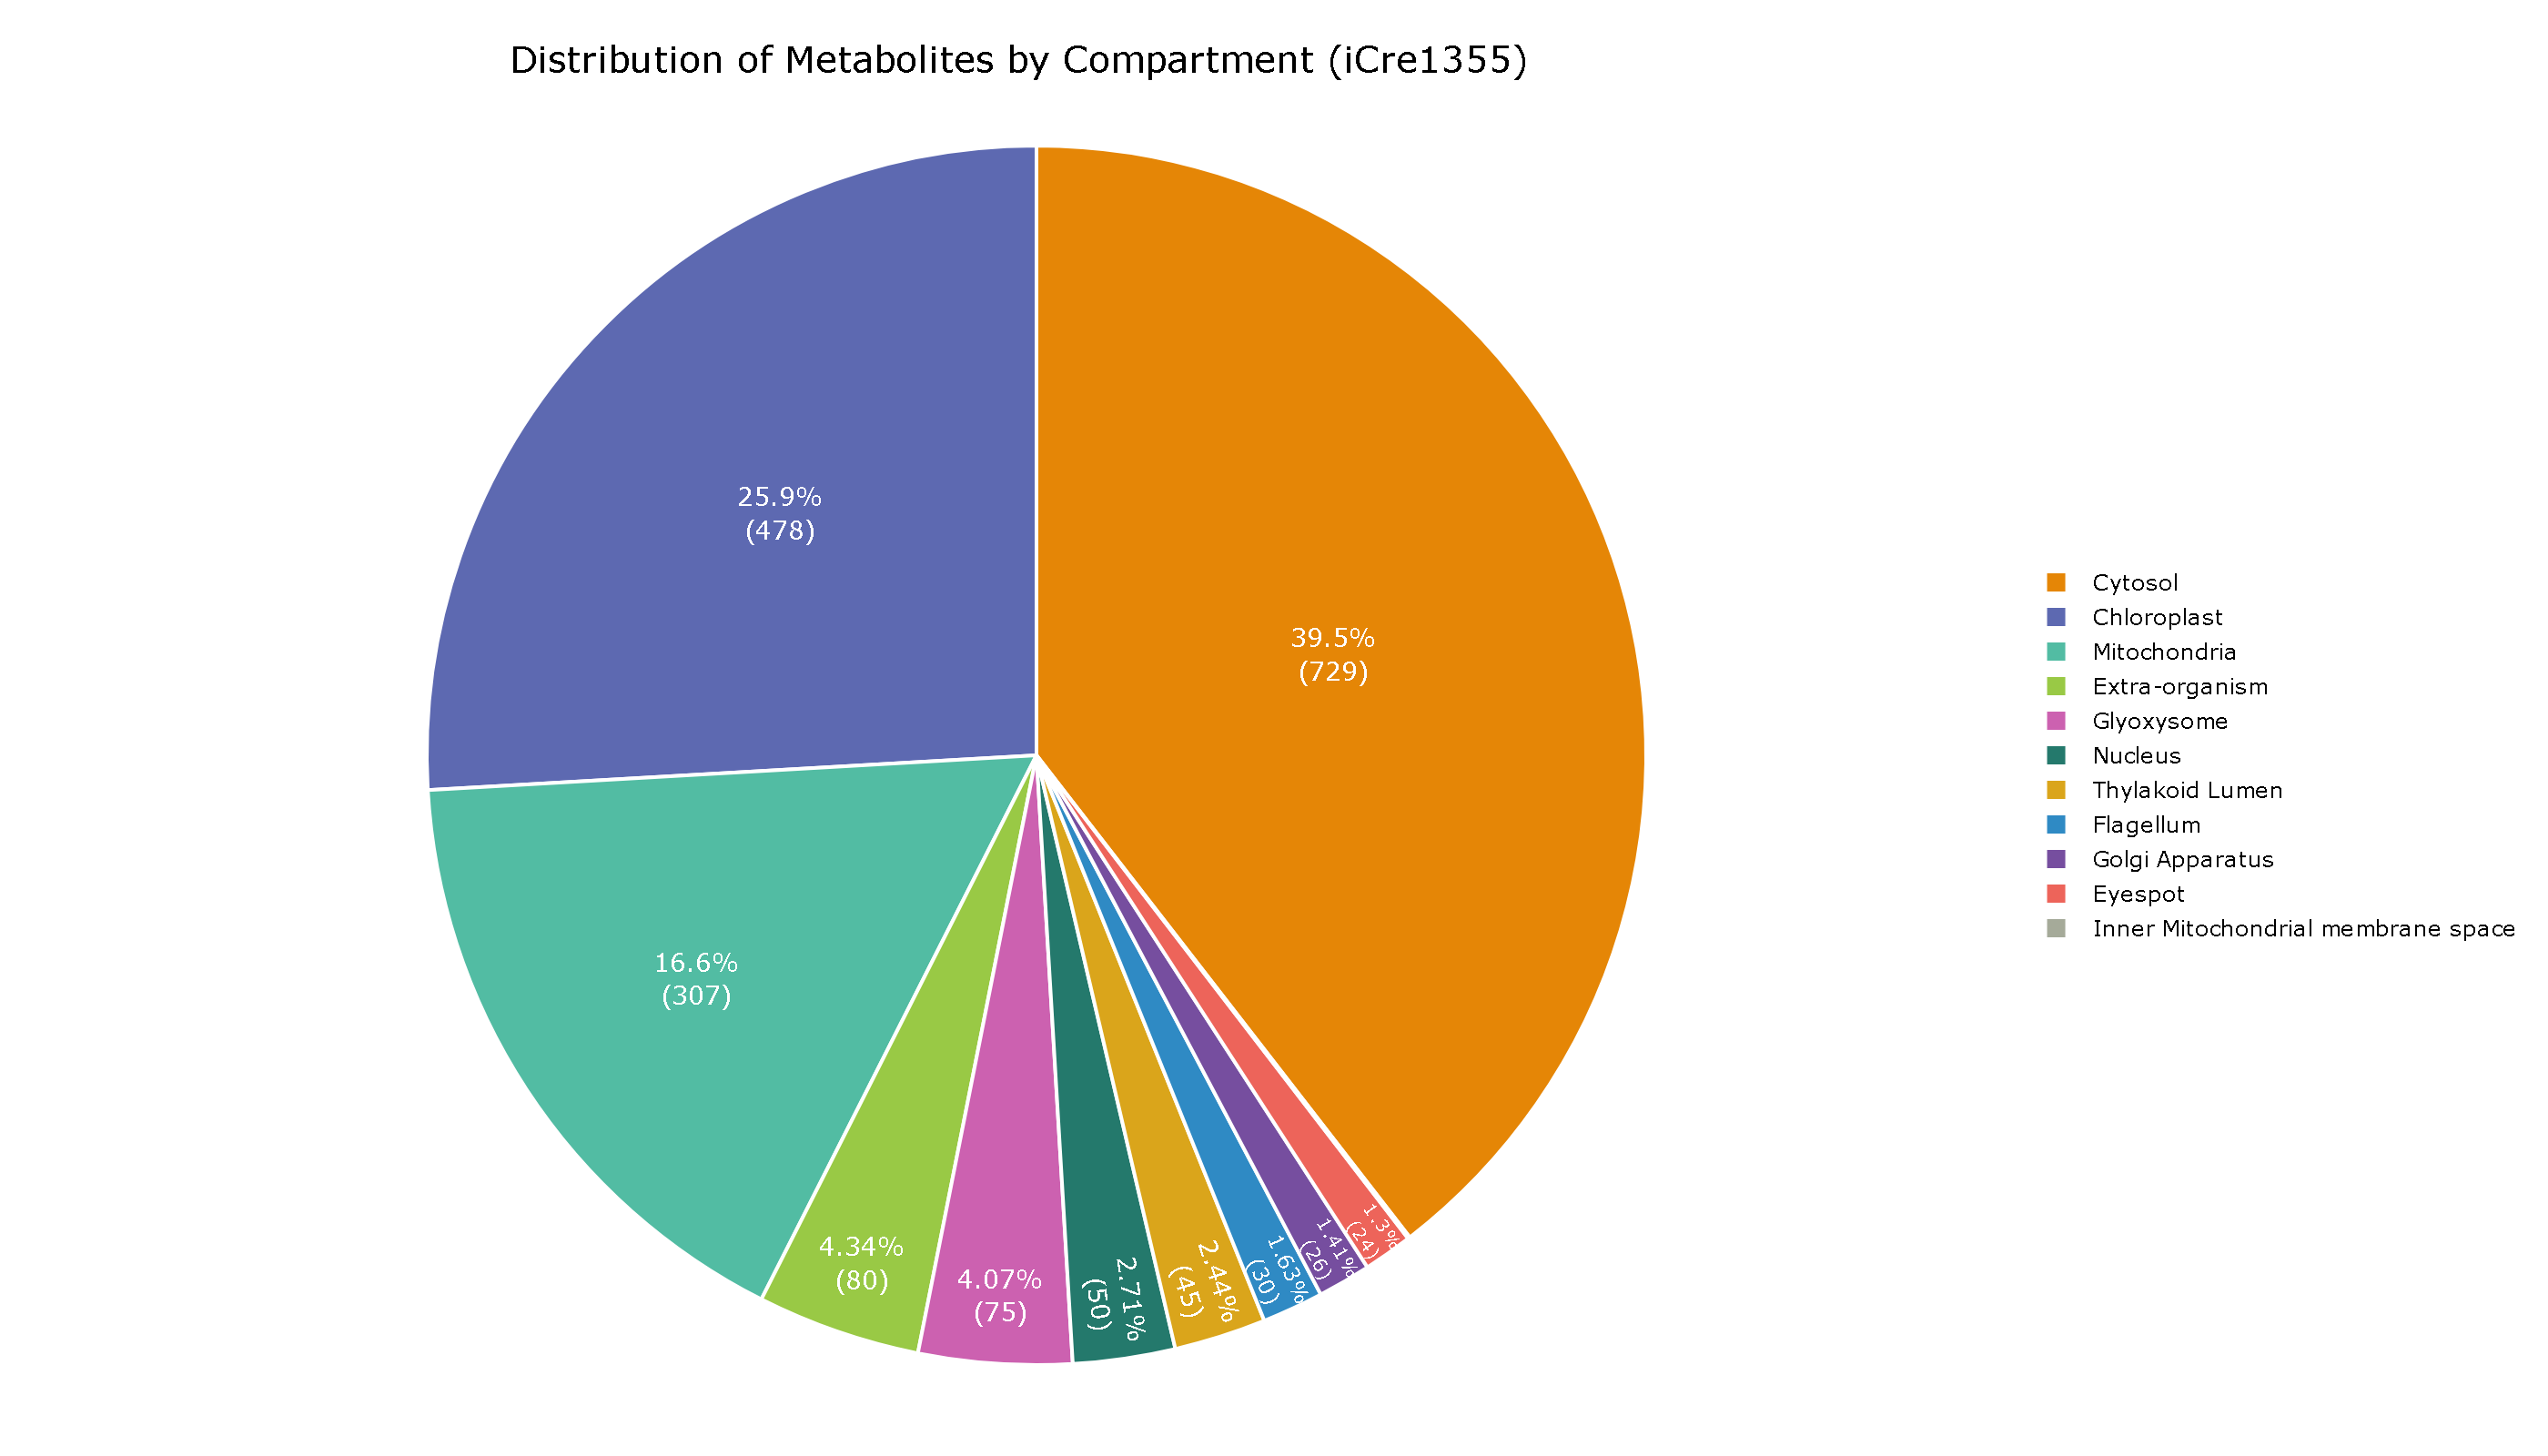 Distribution of Metabolites by Compartment (iCre1355)
25.9%
(478)
39.5%
(729)
16.6%
(307)
4.34%
(80)
4.07%
(75)
2.71%
(50)
2.44%
(45)
1.63%
(30)
1.41%
(26)
1.3%
(24)
Cytosol
Chloroplast
Mitochondria
Extra-organism
Glyoxysome
Nucleus
Thylakoid Lumen
Flagellum
Golgi Apparatus
Eyespot
Inner Mitochondrial membrane space